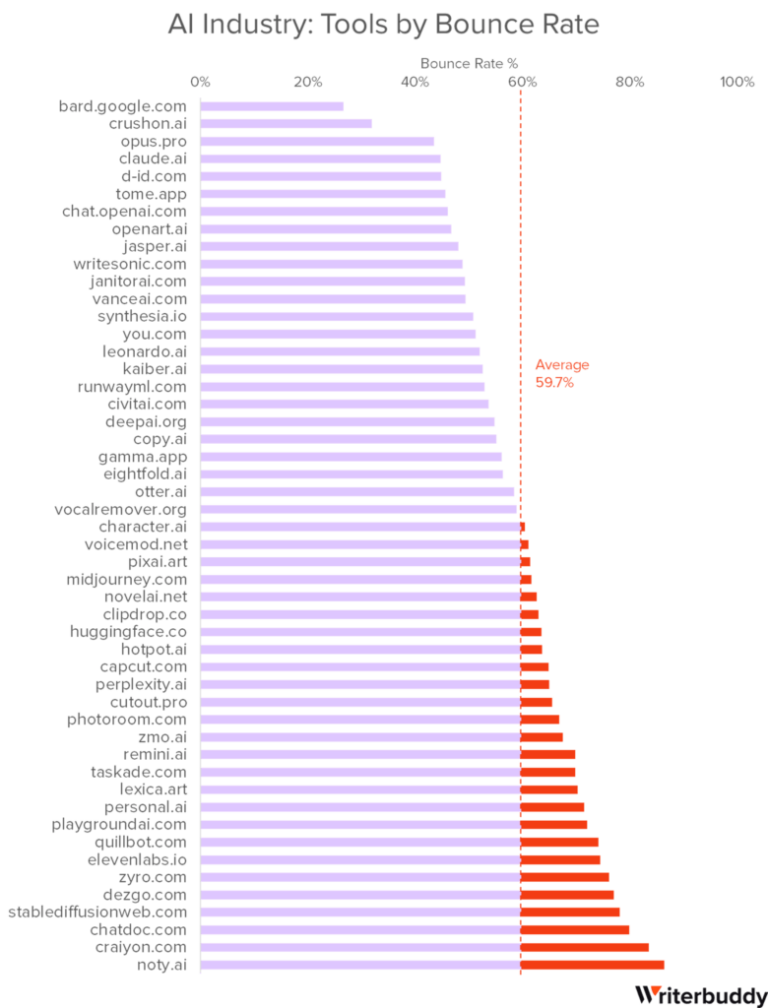 AI Industry: Tools by Bounce Rate
Bounce Rate %
0% 20% 40% 60% 80% 100%
bard.google.com
crushon.ai
opus.pro
claude.ai
d-id.com
tome.app
chat.openai.com
openart.ai
jasper.ai
writesonic.com
janitorai.com
vanceai.com
synthesia.io
you.com
leonardo.ai
kaiber.ai
Average
59.7%
runwayml.com
civitai.com
deepai.org
copy.ai
gamma.app
eightfold.ai
otter.ai
vocalremover.org
character.ai
voicemod.net
pixai.art
midjourney.com
novelai.net
clipdrop.co
huggingface.co
hotpot.ai
capcut.com
perplexity.ai
cutout.pro
photoroom.com
zmo.ai
remini.ai
taskade.com
lexica.art
personal.ai
playgroundai.com
quillbot.com
elevenlabs.io
zyro.com
dezgo.com
stablediffusionweb.com
chatdoc.com
craiyon.com
noty.ai
Writerbuddy